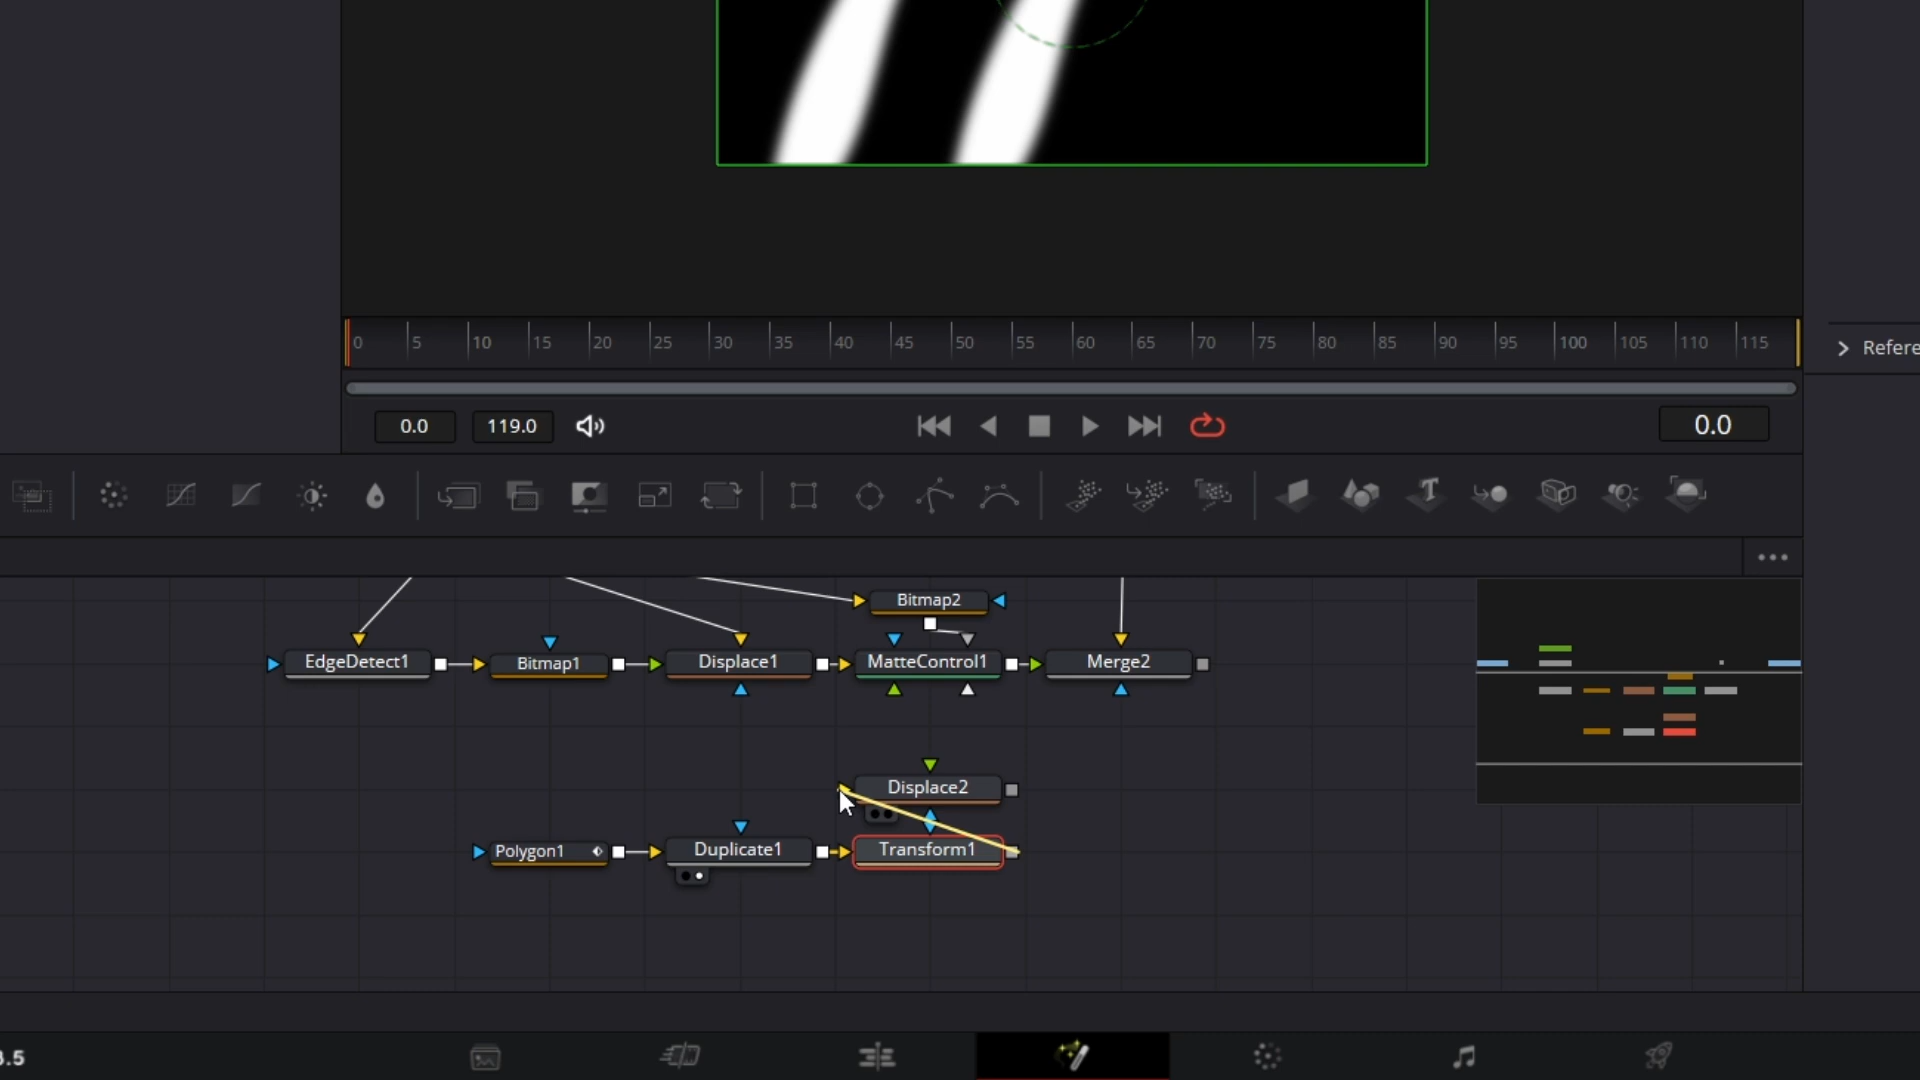 0 5 10 15 20 25 30 35 40 45 50 55 60 65 70 75 80 85 90 95 100 105 110 115
Refere
0.0 119.0 0.0
Bitmap2
EdgeDetect1 Bitmap1 Displace1 MatteControl1 Merge2
Displace2
Polygon1 Duplicate1 Transform1
3.5